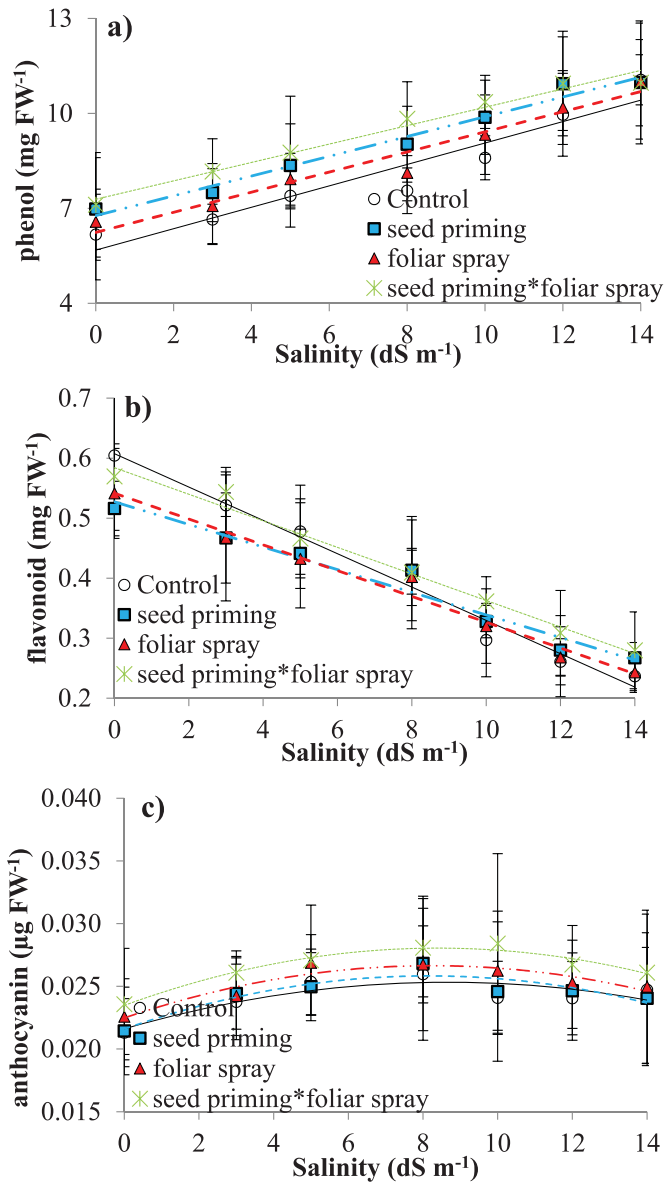 a)
phenol (mg FW-1)
13
10
7
4
Control
seed priming
foliar spray
seed priming*foliar spray
0 2 4 6 8 10 12 14
Salinity (dS m-1)
b)
flavonoid (mg FW-1)
0.7
0.6
0.5
0.4
0.3
0.2
Control
seed priming
foliar spray
seed priming*foliar spray
0 2 4 6 8 10 12 14
Salinity (dS m-1)
c)
anthocyanin (µg FW-1)
0.040
0.035
0.030
0.025
0.020
0.015
Control
seed priming
foliar spray
seed priming*foliar spray
0 2 4 6 8 10 12 14
Salinity (dS m-1)